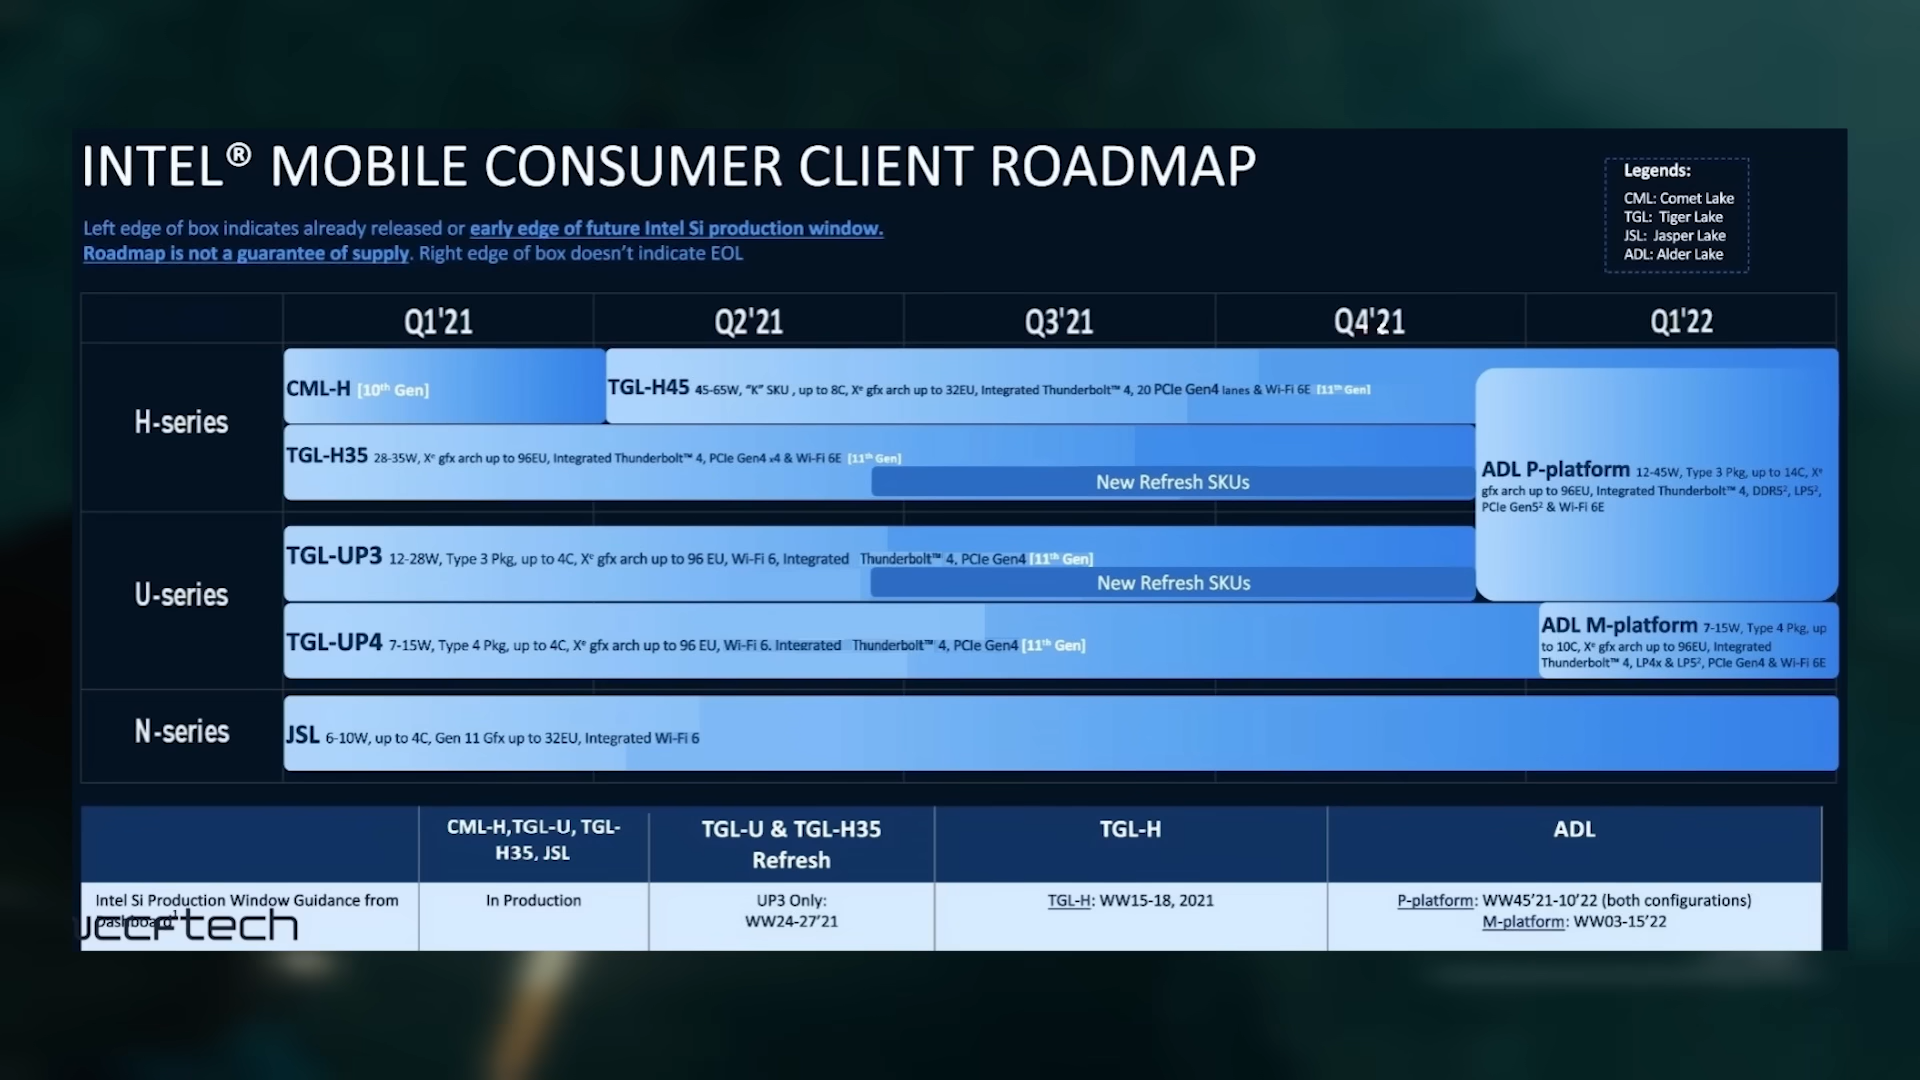 INTEL® MOBILE CONSUMER CLIENT ROADMAP
Left edge of box indicates already released or early edge of future Intel Si production window.
Roadmap is not a guarantee of supply. Right edge of box doesn't indicate EOL
Legends:
CML: Comet Lake
TGL: Tiger Lake
JSL: Jasper Lake
ADL: Alder Lake
Q1'21 Q2'21 Q3'21 Q4'21 Q1'22
H-series
CML-H [10th Gen]
TGL-H45 45-65W, "K" SKU , up to 8C, Xe gfx arch up to 32EU, Integrated Thunderbolt™ 4, 20 PCIe Gen4 lanes & Wi-Fi 6E [11th Gen]
TGL-H35 28-35W, Xe gfx arch up to 96EU, Integrated Thunderbolt™ 4, PCIe Gen4 x4 & Wi-Fi 6E [11th Gen]
New Refresh SKUs
ADL P-platform 12-45W, Type 3 Pkg, up to 14C, Xe
gfx arch up to 96EU, Integrated Thunderbolt™ 4, DDR5², LP5²,
PCIe Gen5² & Wi-Fi 6E
U-series
TGL-UP3 12-28W, Type 3 Pkg, up to 4C, Xe gfx arch up to 96 EU, Wi-Fi 6, Integrated Thunderbolt™ 4, PCIe Gen4 [11th Gen]
New Refresh SKUs
TGL-UP4 7-15W, Type 4 Pkg, up to 4C, Xe gfx arch up to 96 EU, Wi-Fi 6. Integrated Thunderbolt™ 4, PCIe Gen4 [11th Gen]
ADL M-platform 7-15W, Type 4 Pkg, up
to 10C, Xe gfx arch up to 96EU, Integrated
Thunderbolt™ 4, LP4x & LP5², PCIe Gen4 & Wi-Fi 6E
N-series
JSL 6-10W, up to 4C, Gen 11 Gfx up to 32EU, Integrated Wi-Fi 6
CML-H,TGL-U, TGL-
H35, JSL
TGL-U & TGL-H35
Refresh
TGL-H
ADL
Intel Si Production Window Guidance from
Dashboard¹
In Production
UP3 Only:
WW24-27'21
TGL-H: WW15-18, 2021
P-platform: WW45'21-10'22 (both configurations)
M-platform: WW03-15'22
wccftech